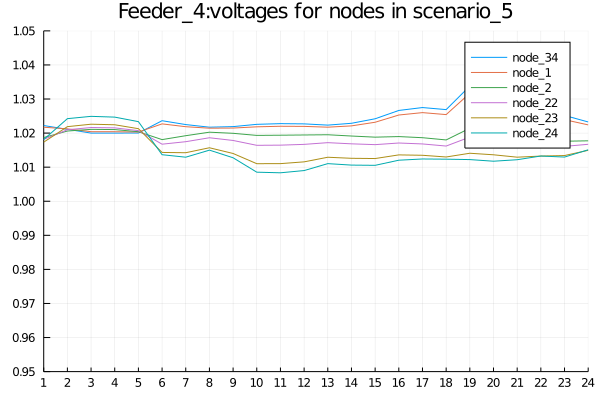 Feeder_4:voltages for nodes in scenario_5
1.05
1.04
1.03
1.02
1.01
1.00
0.99
0.98
0.97
0.96
0.95
node_34
node_1
node_2
node_22
node_23
node_24
1 2 3 4 5 6 7 8 9 10 11 12 13 14 15 16 17 18 19 20 21 22 23 24